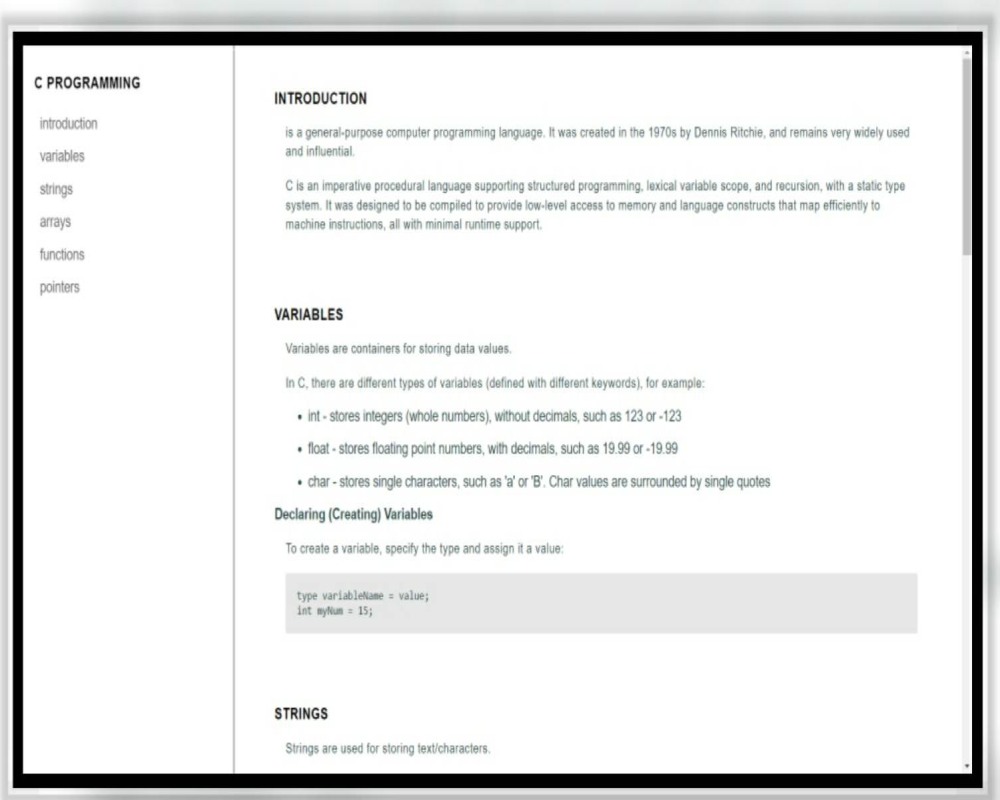 C PROGRAMMING
introduction
variables
strings
arrays
functions
pointers
INTRODUCTION
is a general-purpose computer programming language. It was created in the 1970s by Dennis Ritchie, and remains very widely used
and influential.
C is an imperative procedural language supporting structured programming, lexical variable scope, and recursion, with a static type
system. It was designed to be compiled to provide low-level access to memory and language constructs that map efficiently to
machine instructions, all with minimal runtime support.
VARIABLES
Variables are containers for storing data values.
In C, there are different types of variables (defined with different keywords), for example:
• int - stores integers (whole numbers), without decimals, such as 123 or -123
• float - stores floating point numbers, with decimals, such as 19.99 or -19.99
• char - stores single characters, such as 'a' or 'B'. Char values are surrounded by single quotes
Declaring (Creating) Variables
To create a variable, specify the type and assign it a value:
type variableName = value;
int myNum = 15;
STRINGS
Strings are used for storing text/characters.